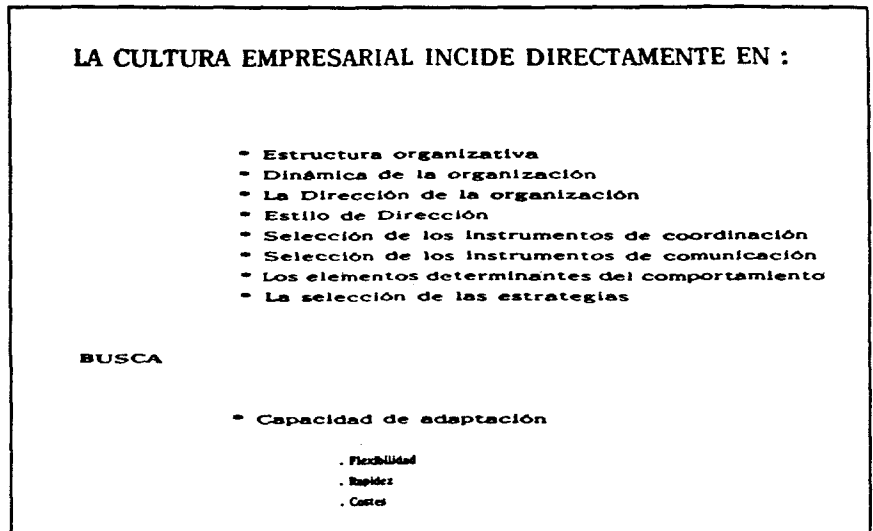 LA CULTURA EMPRESARIAL INCIDE DIRECTAMENTE EN :
* Estructura organizativa
* Dinámica de la organización
* La Dirección de la organización
* Estilo de Dirección
* Selección de los instrumentos de coordinación
* Selección de los instrumentos de comunicación
* Los elementos determinantes del comportamiento
* La selección de las estrategias
BUSCA
* Capacidad de adaptación
. Flexibilidad
. Rapidez
. Costes